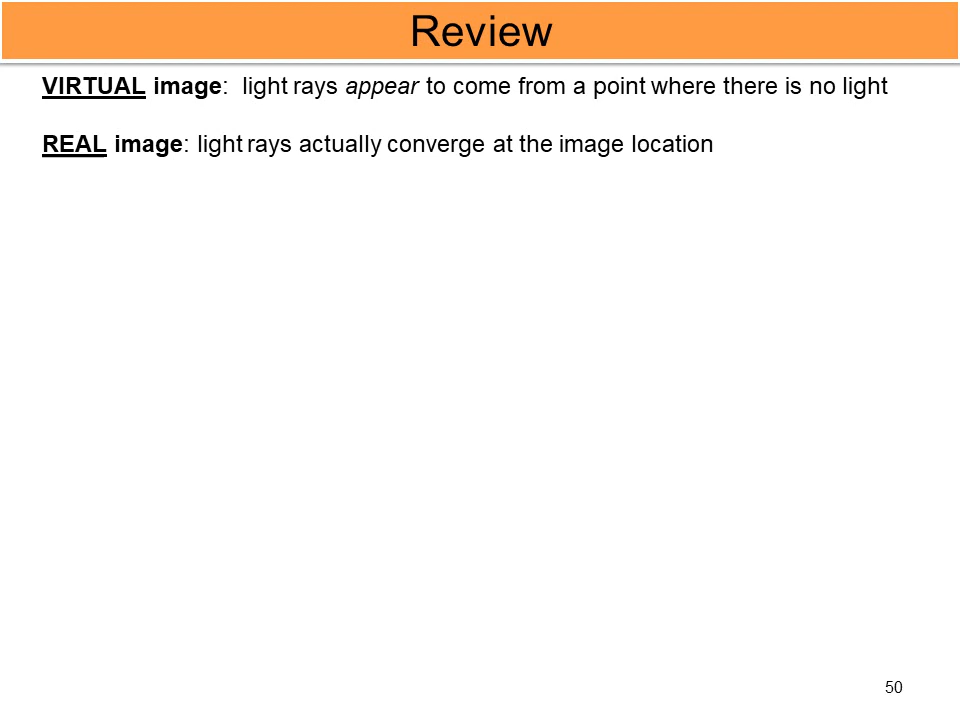 Review
VIRTUAL image:  light rays appear to come from a point where there is no light
REAL image: light rays actually converge at the image location
50